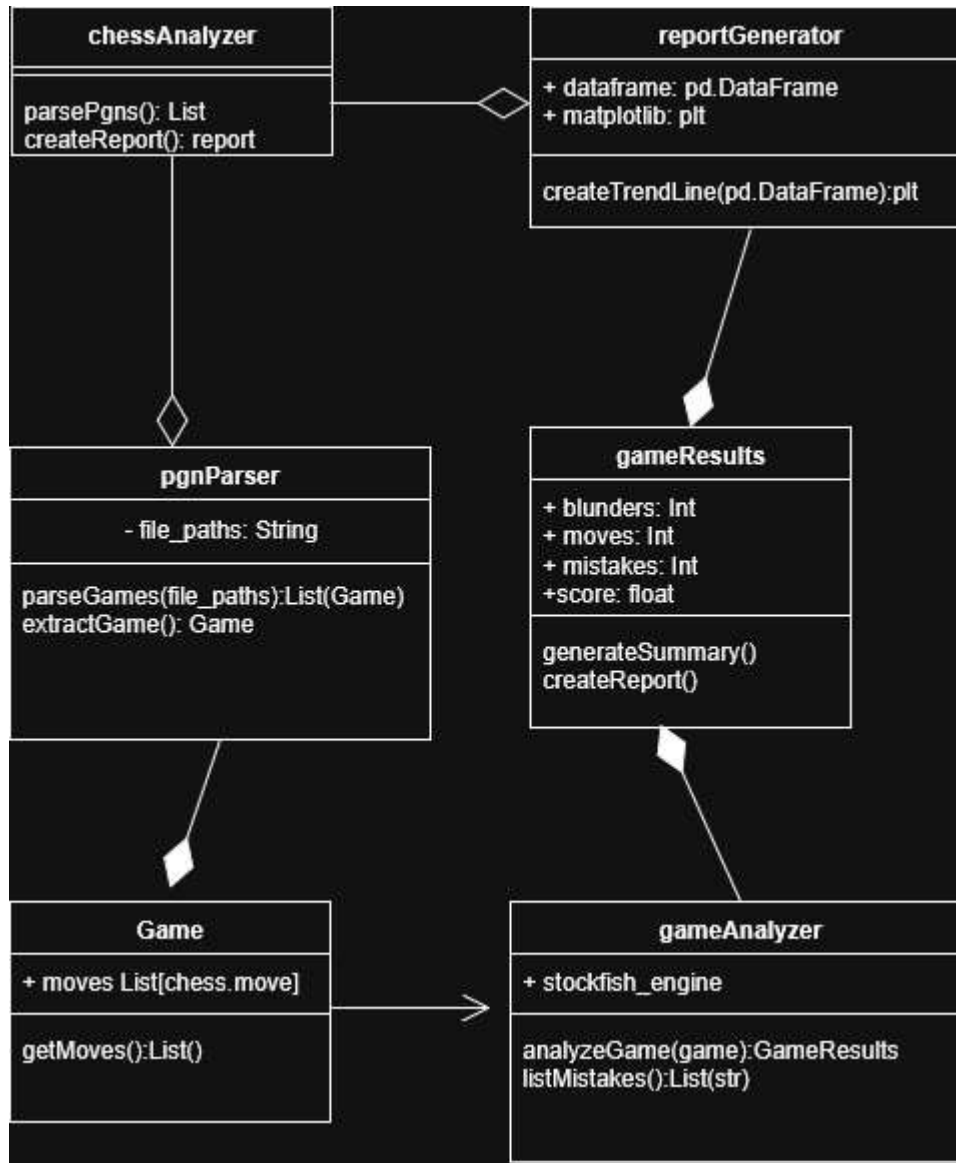 chessAnalyzer
parsePgns(): List
createReport(): report
reportGenerator
+ dataframe: pd.DataFrame
+ matplotlib: plt
createTrendLine(pd.DataFrame):plt
pgnParser
- file_paths: String
parseGames(file_paths):List(Game)
extractGame(): Game
gameResults
+ blunders: Int
+ moves: Int
+ mistakes: Int
+score: float
generateSummary()
createReport()
Game
+ moves List[chess.move]
getMoves():List()
gameAnalyzer
+ stockfish_engine
analyzeGame(game):GameResults
listMistakes():List(str)